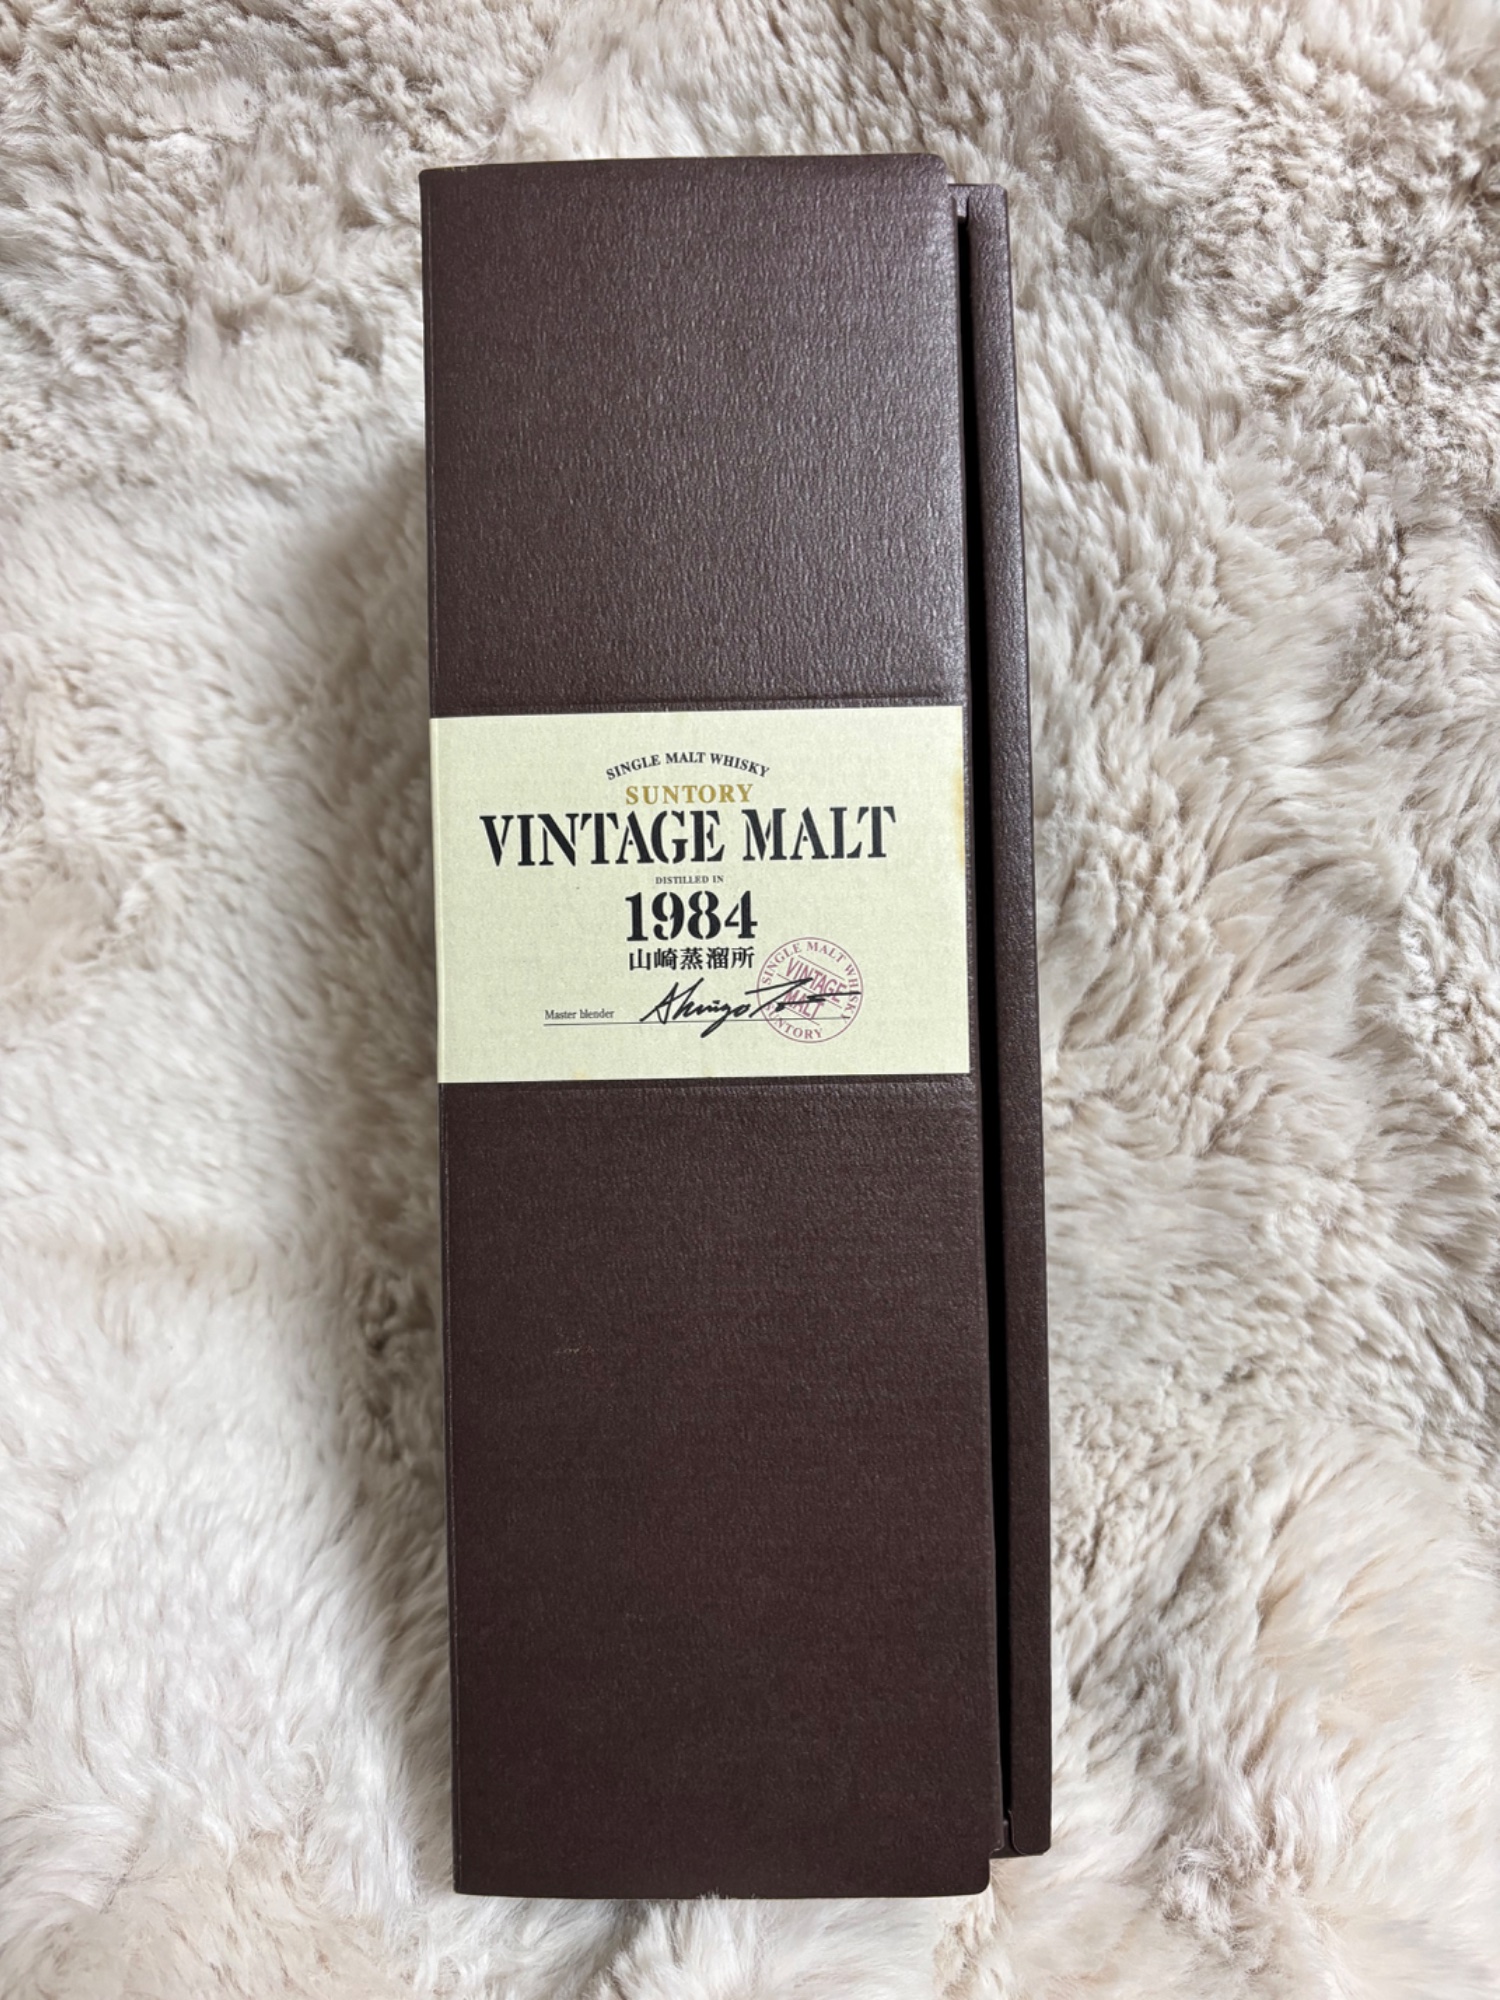 SINGLE MALT WHISKY
SUNTORY
VINTAGE MALT
DISTILLED IN
1984
山崎蒸溜所
Master blender
SINGLE MALT WHISKY
VINTAGE
MALT
SUNTORY